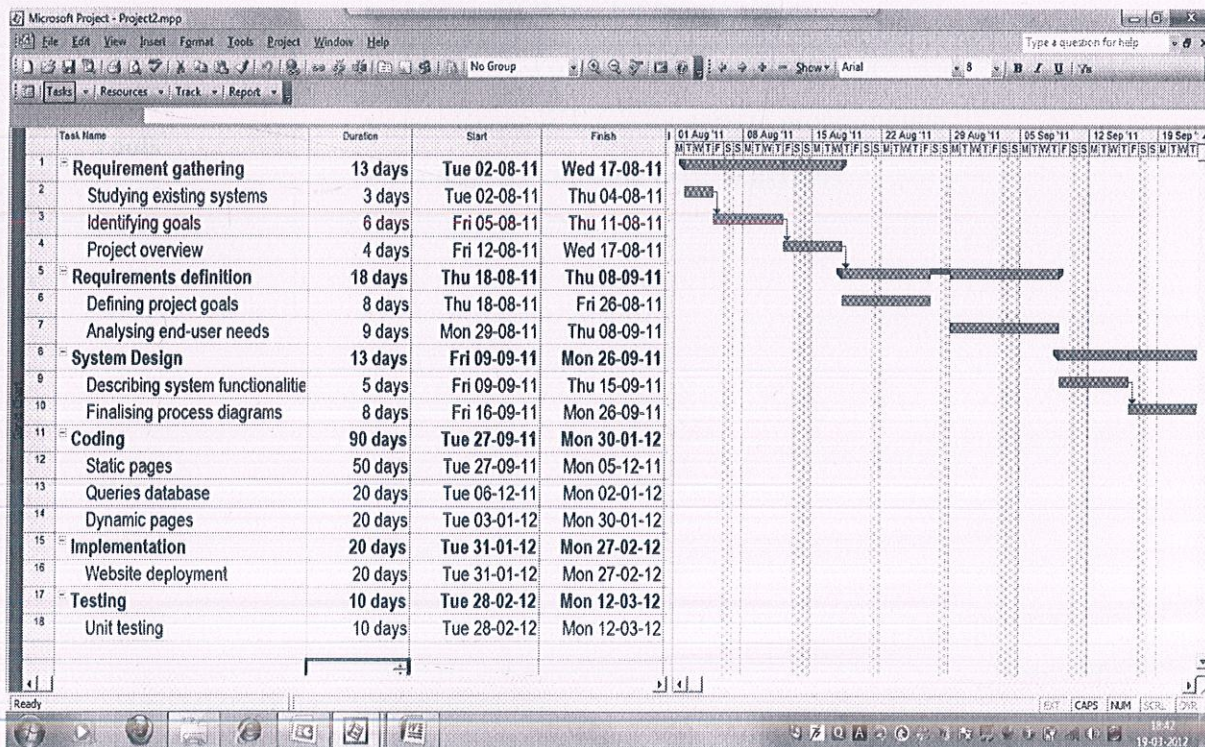 Microsoft Project - Project2.mpp
File Edit View Insert Format Tools Project Window Help
Type a question for help
No Group
Show Arial 8 B I U
Tasks Resources Track Report
Task Name Duration Start Finish 01 Aug '11 08 Aug '11 15 Aug '11 22 Aug '11 29 Aug '11 05 Sep '11 12 Sep '11 19 Sep '
M T W T F S S M T W T F S S M T W T F S S M T W T F S S M T W T F S S M T W T F S S M T W T F S S M T W T
1 Requirement gathering 13 days Tue 02-08-11 Wed 17-08-11
2 Studying existing systems 3 days Tue 02-08-11 Thu 04-08-11
3 Identifying goals 6 days Fri 05-08-11 Thu 11-08-11
4 Project overview 4 days Fri 12-08-11 Wed 17-08-11
5 Requirements definition 18 days Thu 18-08-11 Thu 08-09-11
6 Defining project goals 8 days Thu 18-08-11 Fri 26-08-11
7 Analysing end-user needs 9 days Mon 29-08-11 Thu 08-09-11
8 System Design 13 days Fri 09-09-11 Mon 26-09-11
9 Describing system functionalitie 5 days Fri 09-09-11 Thu 15-09-11
10 Finalising process diagrams 8 days Fri 16-09-11 Mon 26-09-11
11 Coding 90 days Tue 27-09-11 Mon 30-01-12
12 Static pages 50 days Tue 27-09-11 Mon 05-12-11
13 Queries database 20 days Tue 06-12-11 Mon 02-01-12
14 Dynamic pages 20 days Tue 03-01-12 Mon 30-01-12
15 Implementation 20 days Tue 31-01-12 Mon 27-02-12
16 Website deployment 20 days Tue 31-01-12 Mon 27-02-12
17 Testing 10 days Tue 28-02-12 Mon 12-03-12
18 Unit testing 10 days Tue 28-02-12 Mon 12-03-12
Ready
EXT CAPS NUM SCRL OVR
19-03-2012